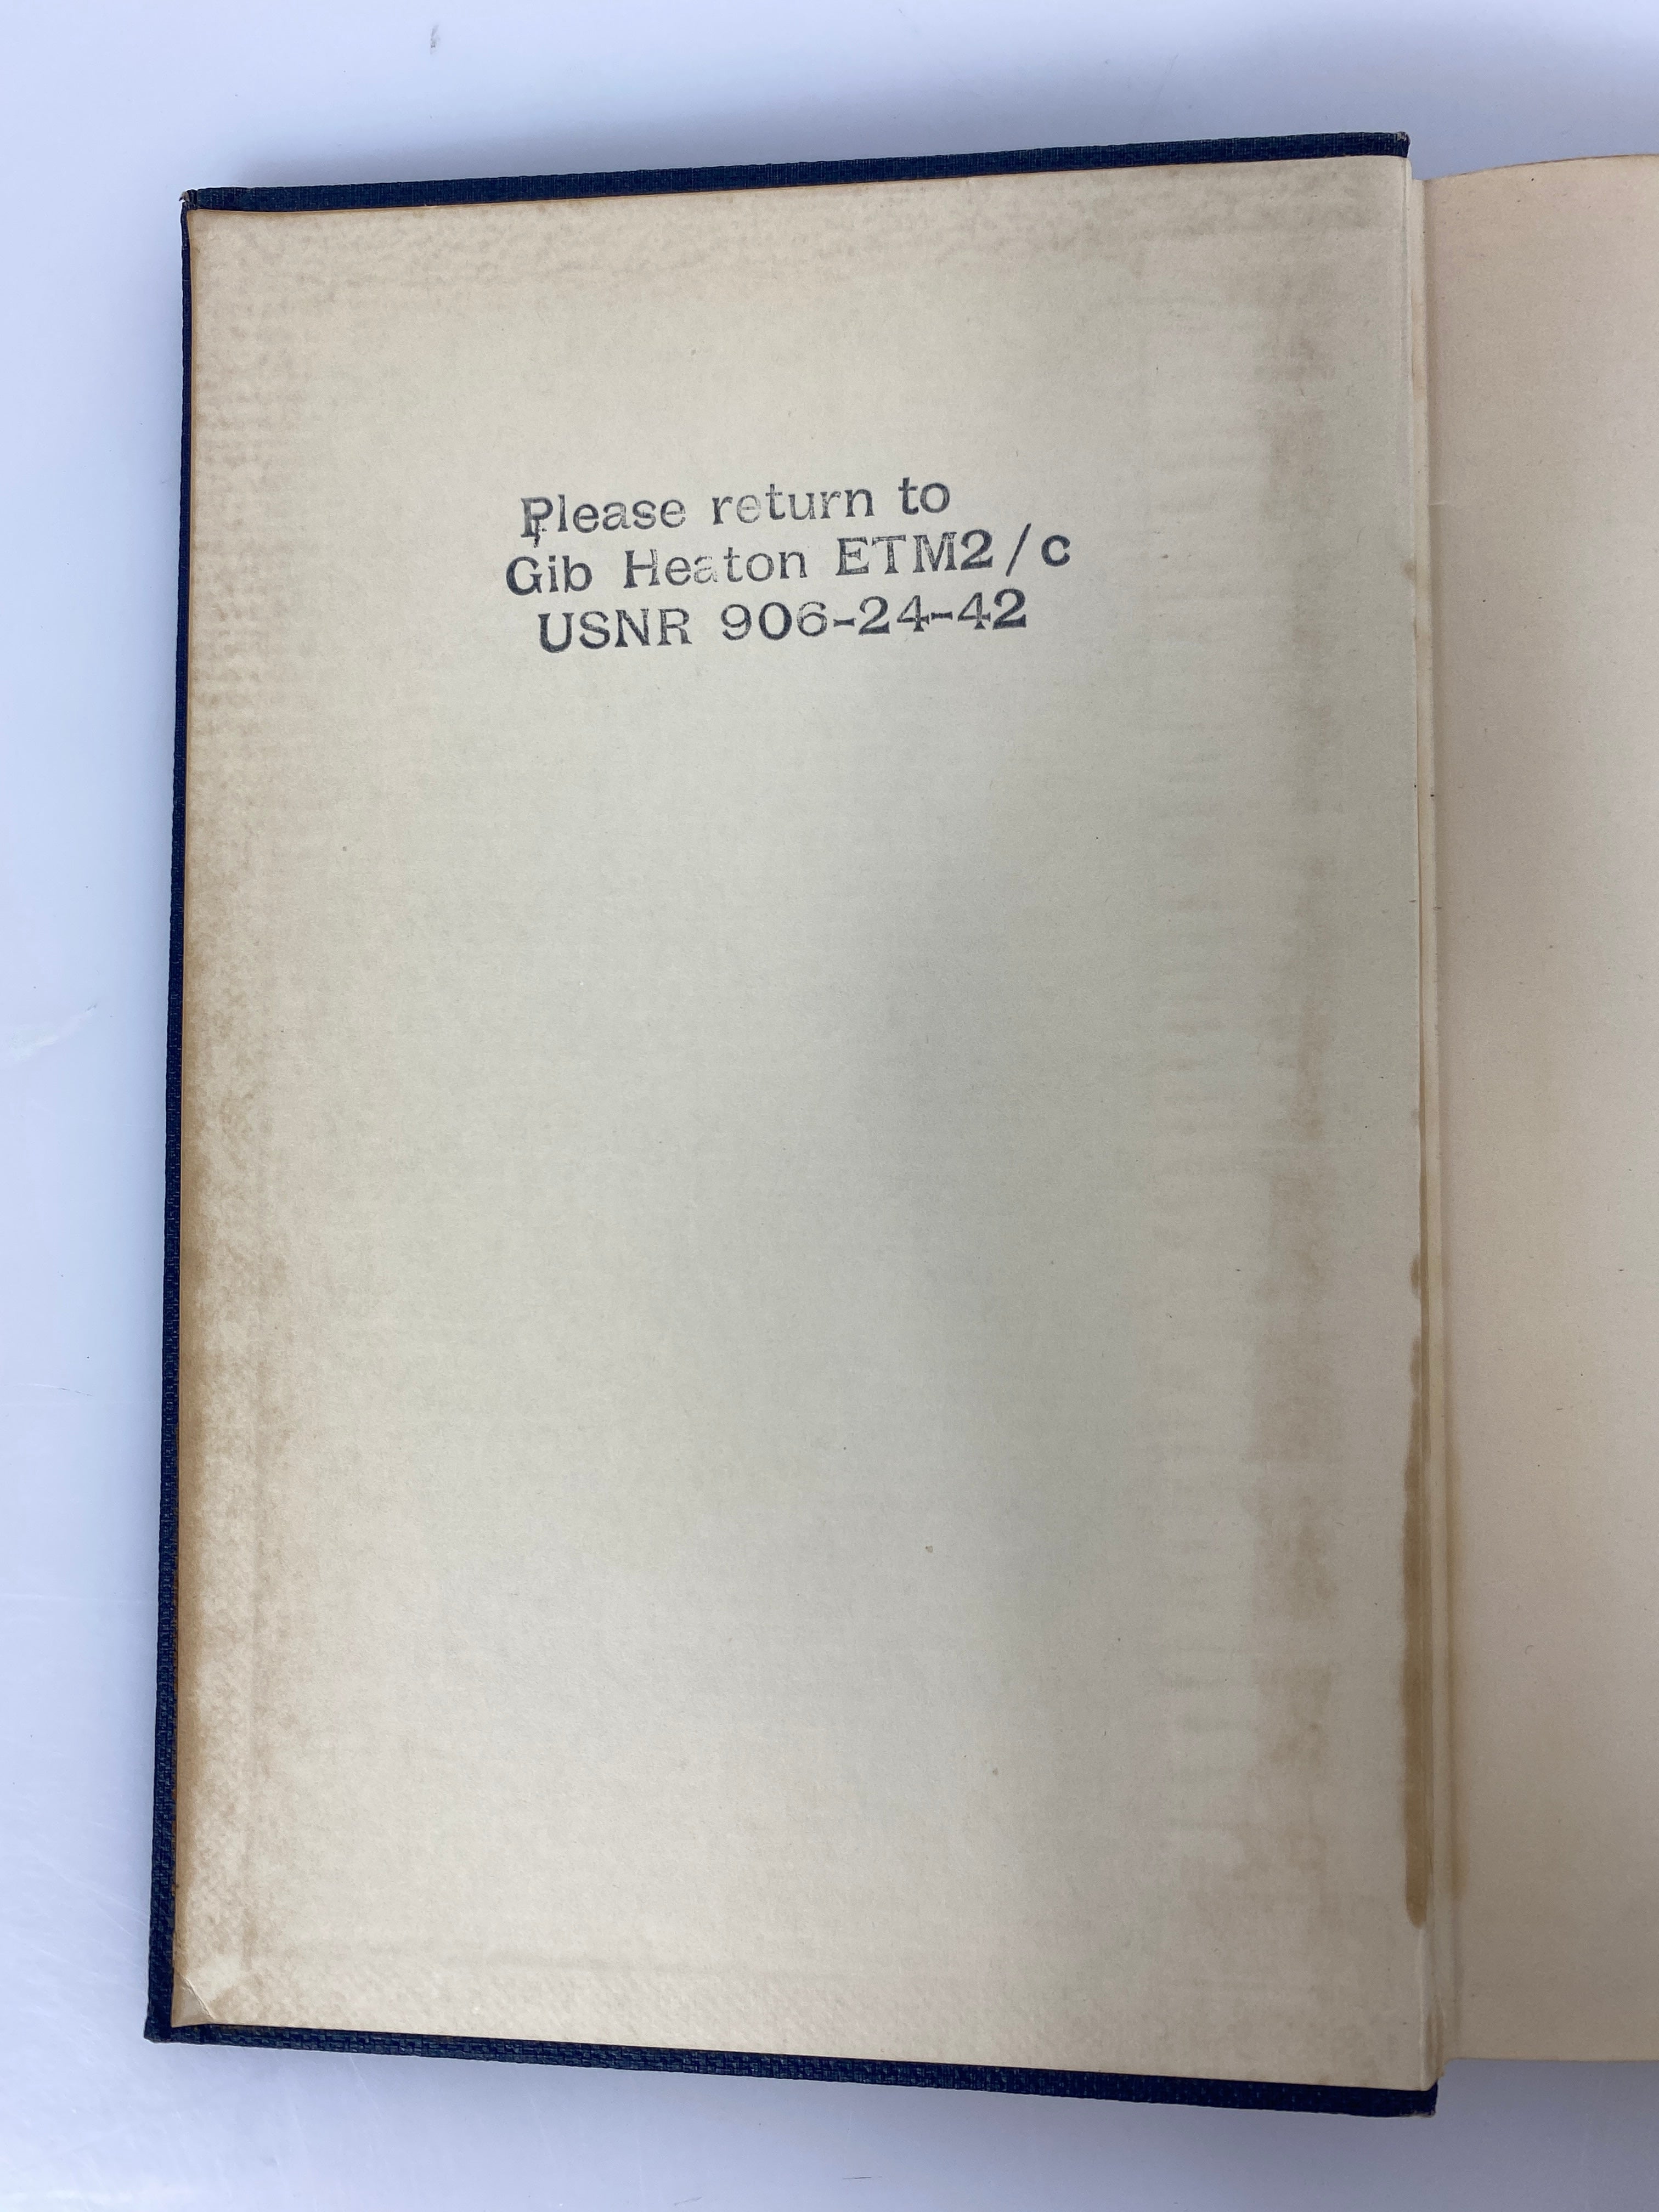 Please return to
Gib Heaton ETM2/c
USNR 906-24-42